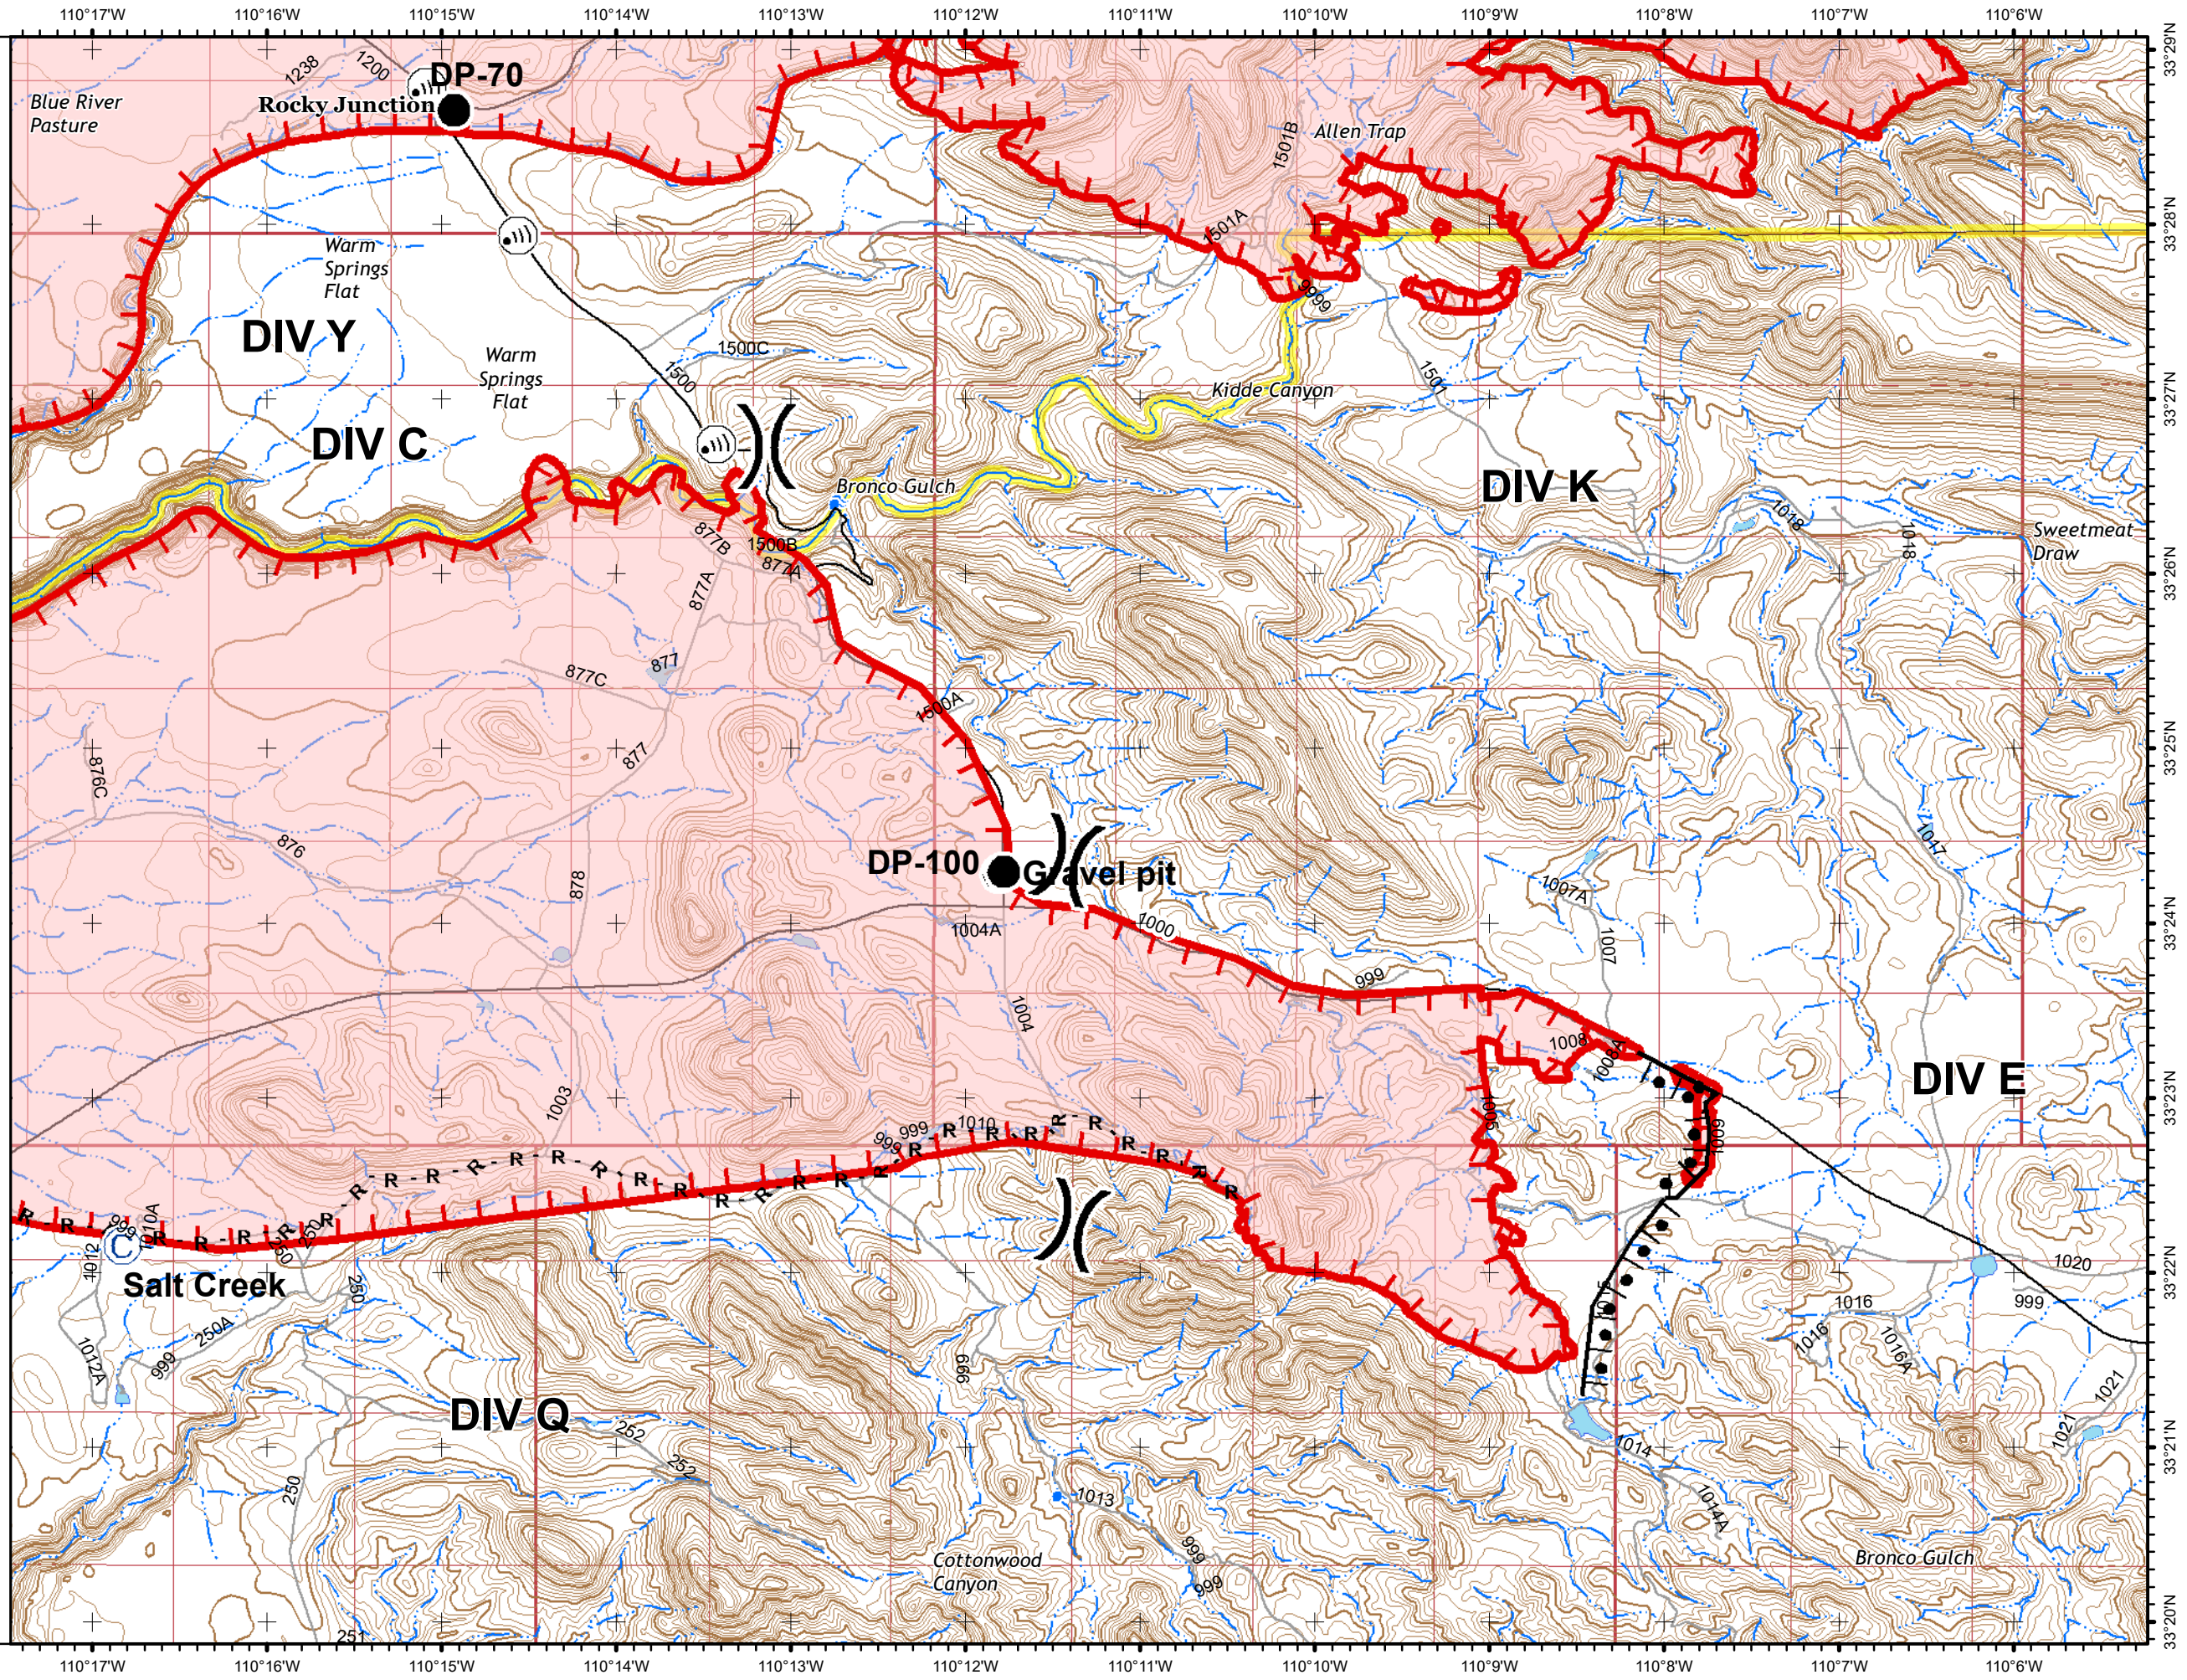 110°17'W 110°16'W 110°15'W 110°14'W 110°13'W 110°12'W 110°11'W 110°10'W 110°9'W 110°8'W 110°7'W 110°6'W
33°29'N
1238
1200
DP-70
Rocky Junction
Blue River
Pasture
1501B
Allen Trap
1501A
33°28'N
Warm
Springs
Flat
9999
DIV Y
1500C
Warm
Springs
Flat
1500
1501
Kidde Canyon
33°27'N
DIV C
Bronco Gulch
DIV K
1018
1018
Sweetmeat
Draw
877B
1500B
877A
877A
33°26'N
877
877C
1500A
877
876C
33°25'N
876
1017
DP-100
Gravel pit
878
1007A
1004A
1000
1007
33°24'N
999
1004
1008
1008A
DIV E
1003
1006
33°23'N
1009
999
1010
999
R R R R R R R R R R R R R R R R R R R R R R R R R R R R R R
999
1010A
250
250
1012
Salt Creek
250
1015
1020
33°22'N
999
1016
1016
1016A
250A
999
1012A
666
1021
DIV Q
252
252
1014
1021
33°21'N
250
1013
1014A
999
Cottonwood
Canyon
999
Bronco Gulch
251
33°20'N
110°17'W 110°16'W 110°15'W 110°14'W 110°13'W 110°12'W 110°11'W 110°10'W 110°9'W 110°8'W 110°7'W 110°6'W